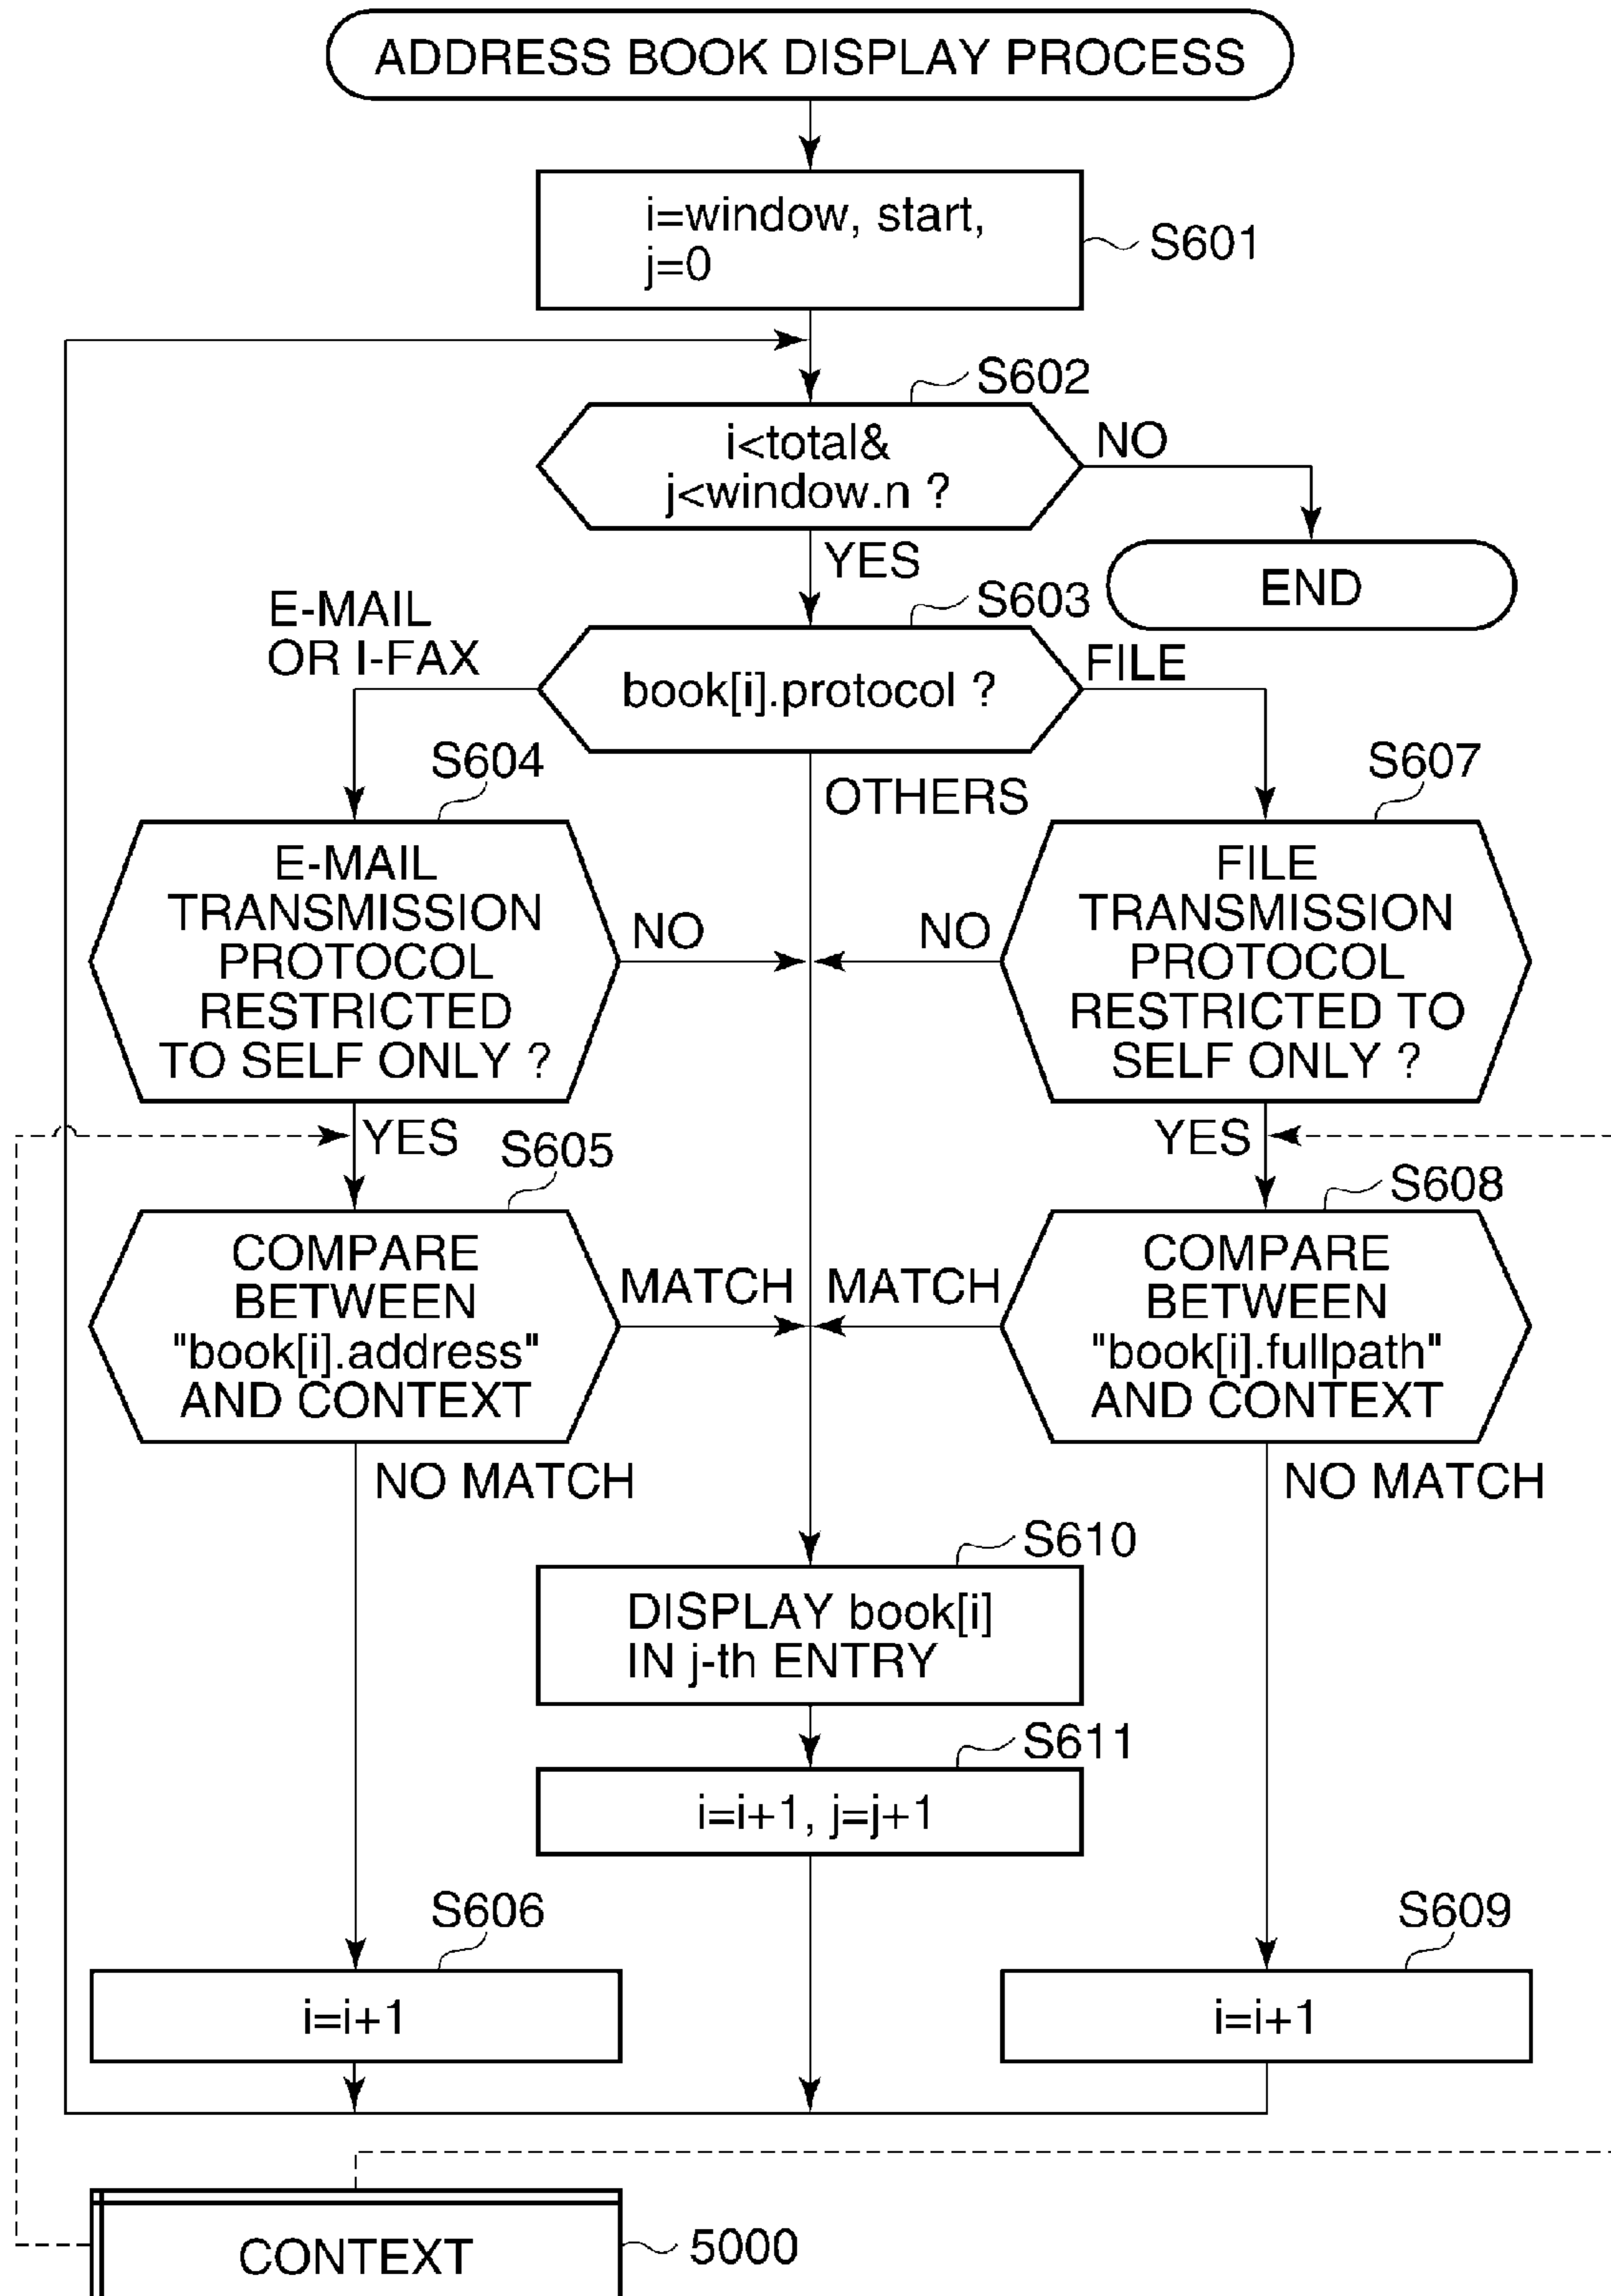 ADDRESS BOOK DISPLAY PROCESS
i=window, start,
j=0
S601
S602
i<total&
j<window.n ?
NO
YES
END
S603
E-MAIL
OR I-FAX
book[i].protocol ?
FILE
S604
OTHERS
S607
E-MAIL
TRANSMISSION
PROTOCOL
RESTRICTED
TO SELF ONLY ?
NO
NO
FILE
TRANSMISSION
PROTOCOL
RESTRICTED TO
SELF ONLY ?
YES
YES
S605
S608
COMPARE
BETWEEN
"book[i].address"
AND CONTEXT
MATCH
MATCH
COMPARE
BETWEEN
"book[i].fullpath"
AND CONTEXT
NO MATCH
NO MATCH
S610
DISPLAY book[i]
IN j-th ENTRY
S611
i=i+1, j=j+1
S606
S609
i=i+1
i=i+1
CONTEXT
5000